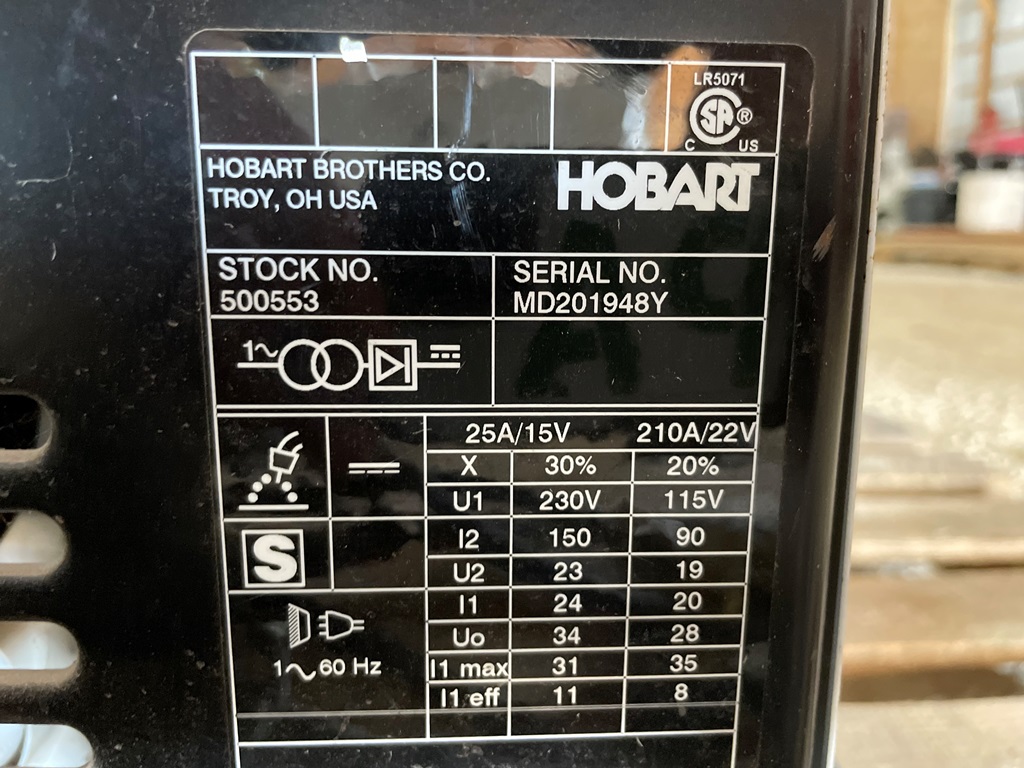 LR5071
C SP ® US
HOBART BROTHERS CO.
TROY, OH USA
HOBART
STOCK NO.
500553
SERIAL NO.
MD201948Y
1~
25A/15V 210A/22V
X 30% 20%
U1 230V 115V
S
I2 150 90
U2 23 19
I1 24 20
Uo 34 28
1~60 Hz
I1 max 31 35
I1 eff 11 8